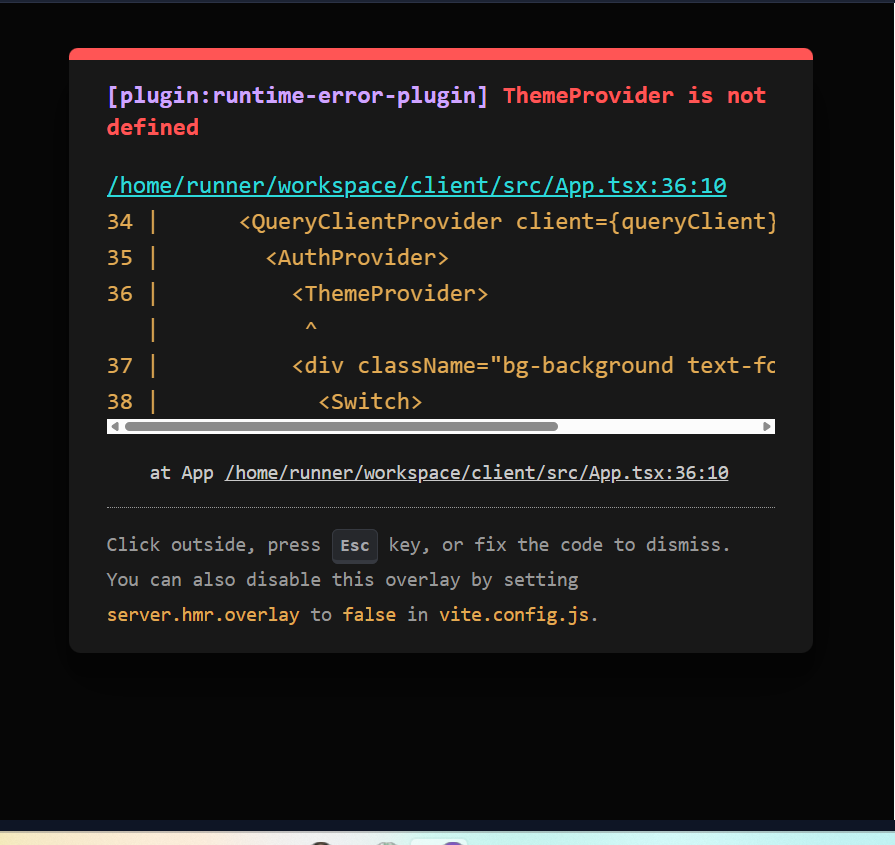 [plugin:runtime-error-plugin] ThemeProvider is not
defined
/home/runner/workspace/client/src/App.tsx:36:10
34 |      <QueryClientProvider client={queryClient}
35 |        <AuthProvider>
36 |          <ThemeProvider>
   |           ^
37 |          <div className="bg-background text-fo
38 |            <Switch>
at App /home/runner/workspace/client/src/App.tsx:36:10
Click outside, press Esc key, or fix the code to dismiss.
You can also disable this overlay by setting
server.hmr.overlay to false in vite.config.js.